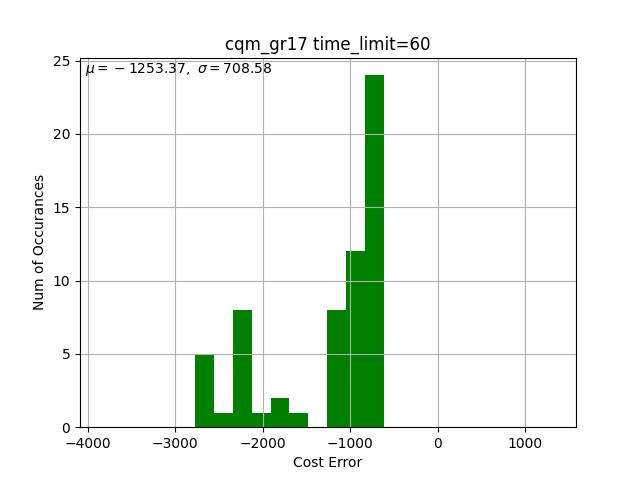 cqm_gr17 time_limit=60
μ = −1253.37, σ = 708.58
25
20
15
10
5
0
Num of Occurances
−4000 −3000 −2000 −1000 0 1000
Cost Error